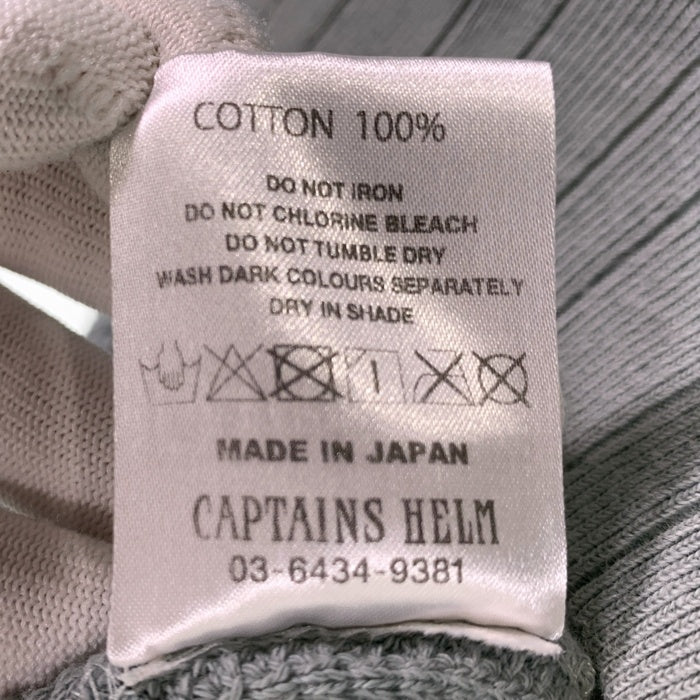 COTTON 100%
DO NOT IRON
DO NOT CHLORINE BLEACH
DO NOT TUMBLE DRY
WASH DARK COLOURS SEPARATELY
DRY IN SHADE
MADE IN JAPAN
CAPTAINS HELM
03-6434-9381